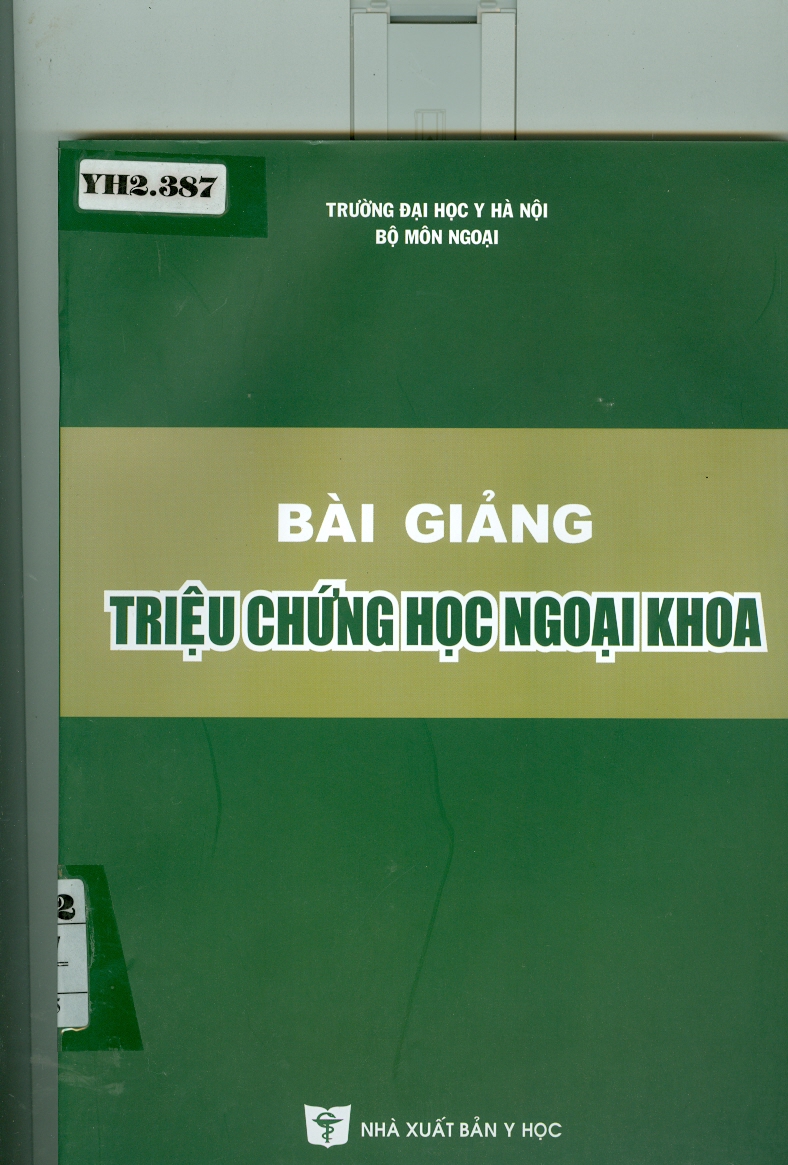 YH2.387
TRƯỜNG ĐẠI HỌC Y HÀ NỘI
BỘ MÔN NGOẠI
BÀI GIẢNG
TRIỆU CHỨNG HỌC NGOẠI KHOA
2
NHÀ XUẤT BẢN Y HỌC